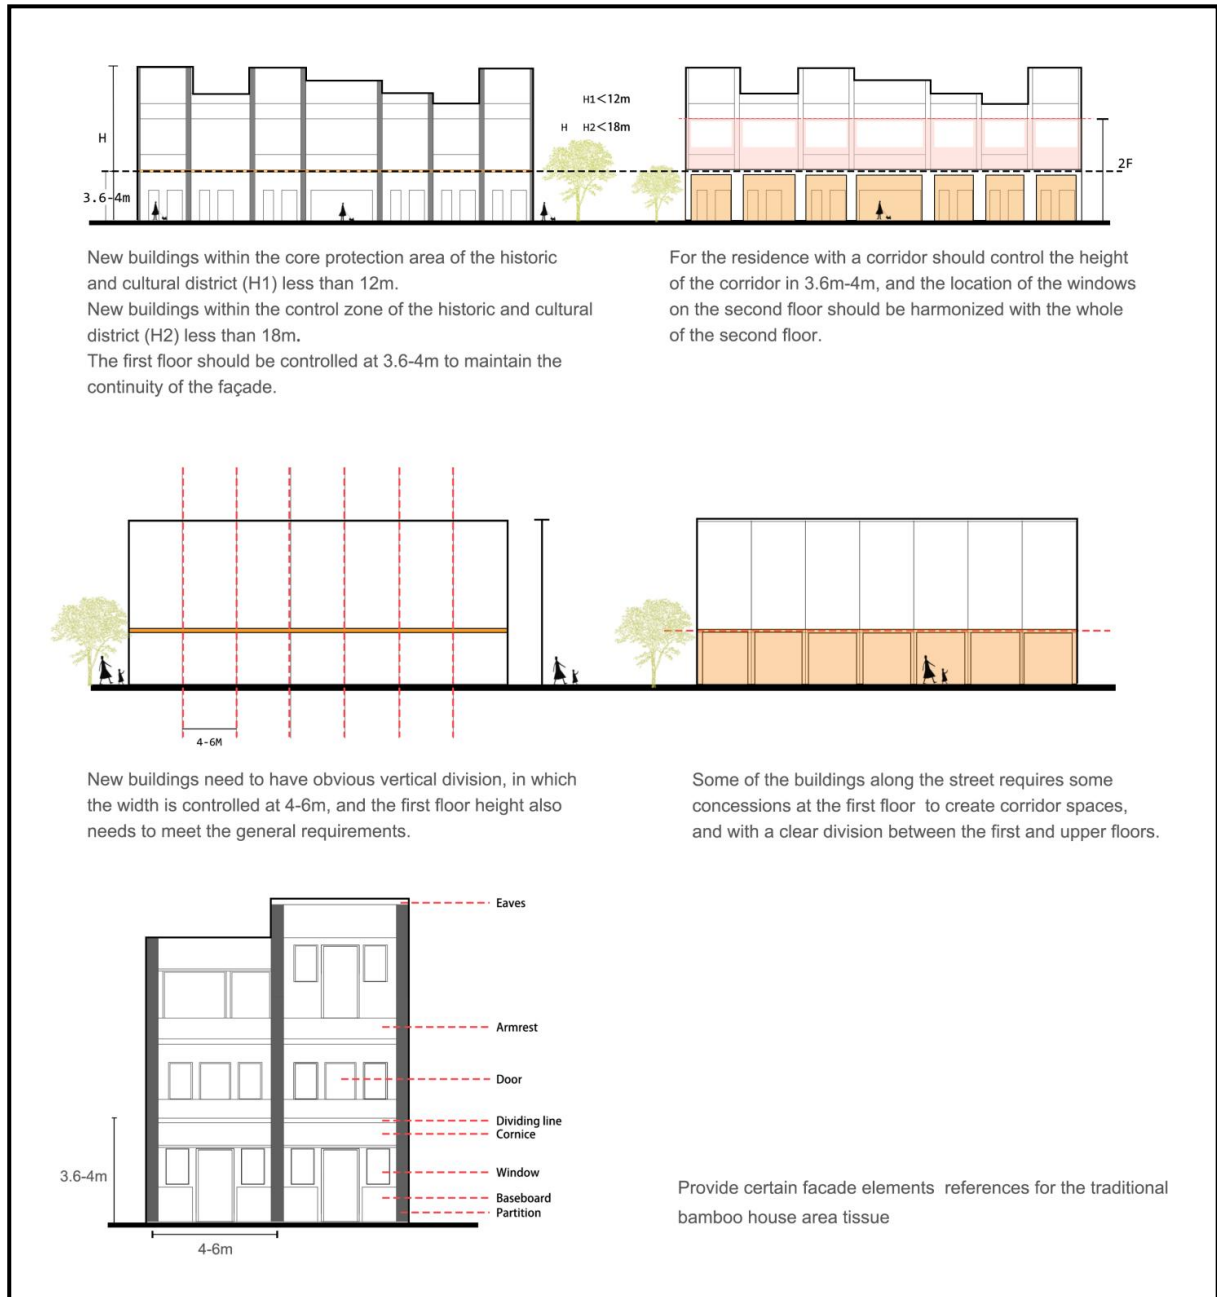 H
3.6-4m
H1<12m
H H2<18m
2F
New buildings within the core protection area of the historic
and cultural district (H1) less than 12m.
New buildings within the control zone of the historic and cultural
district (H2) less than 18m.
The first floor should be controlled at 3.6-4m to maintain the
continuity of the façade.
For the residence with a corridor should control the height
of the corridor in 3.6m-4m, and the location of the windows
on the second floor should be harmonized with the whole
of the second floor.
4-6M
New buildings need to have obvious vertical division, in which
the width is controlled at 4-6m, and the first floor height also
needs to meet the general requirements.
Some of the buildings along the street requires some
concessions at the first floor to create corridor spaces,
and with a clear division between the first and upper floors.
Eaves
Armrest
Door
Dividing line
Cornice
Window
Baseboard
Partition
3.6-4m
4-6m
Provide certain facade elements references for the traditional
bamboo house area tissue